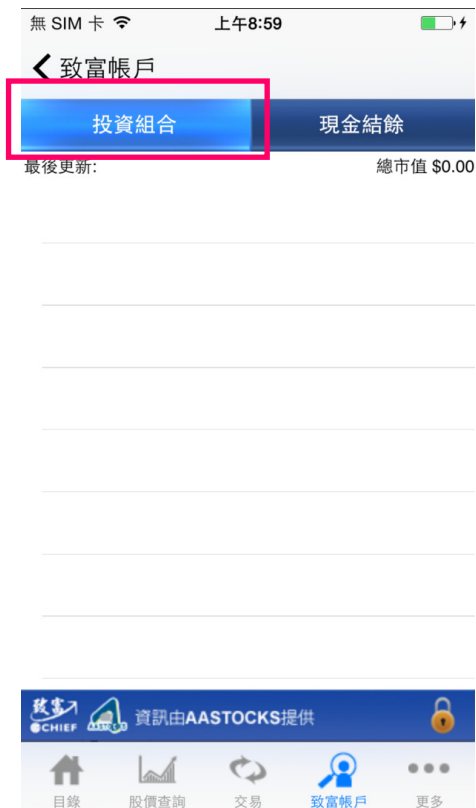 無 SIM 卡 上午8:59
致富帳戶
投資組合 現金結餘
最後更新: 總市值 $0.00
致富 CHIEF 資訊由AASTOCKS提供
目錄 股價查詢 交易 致富帳戶 更多